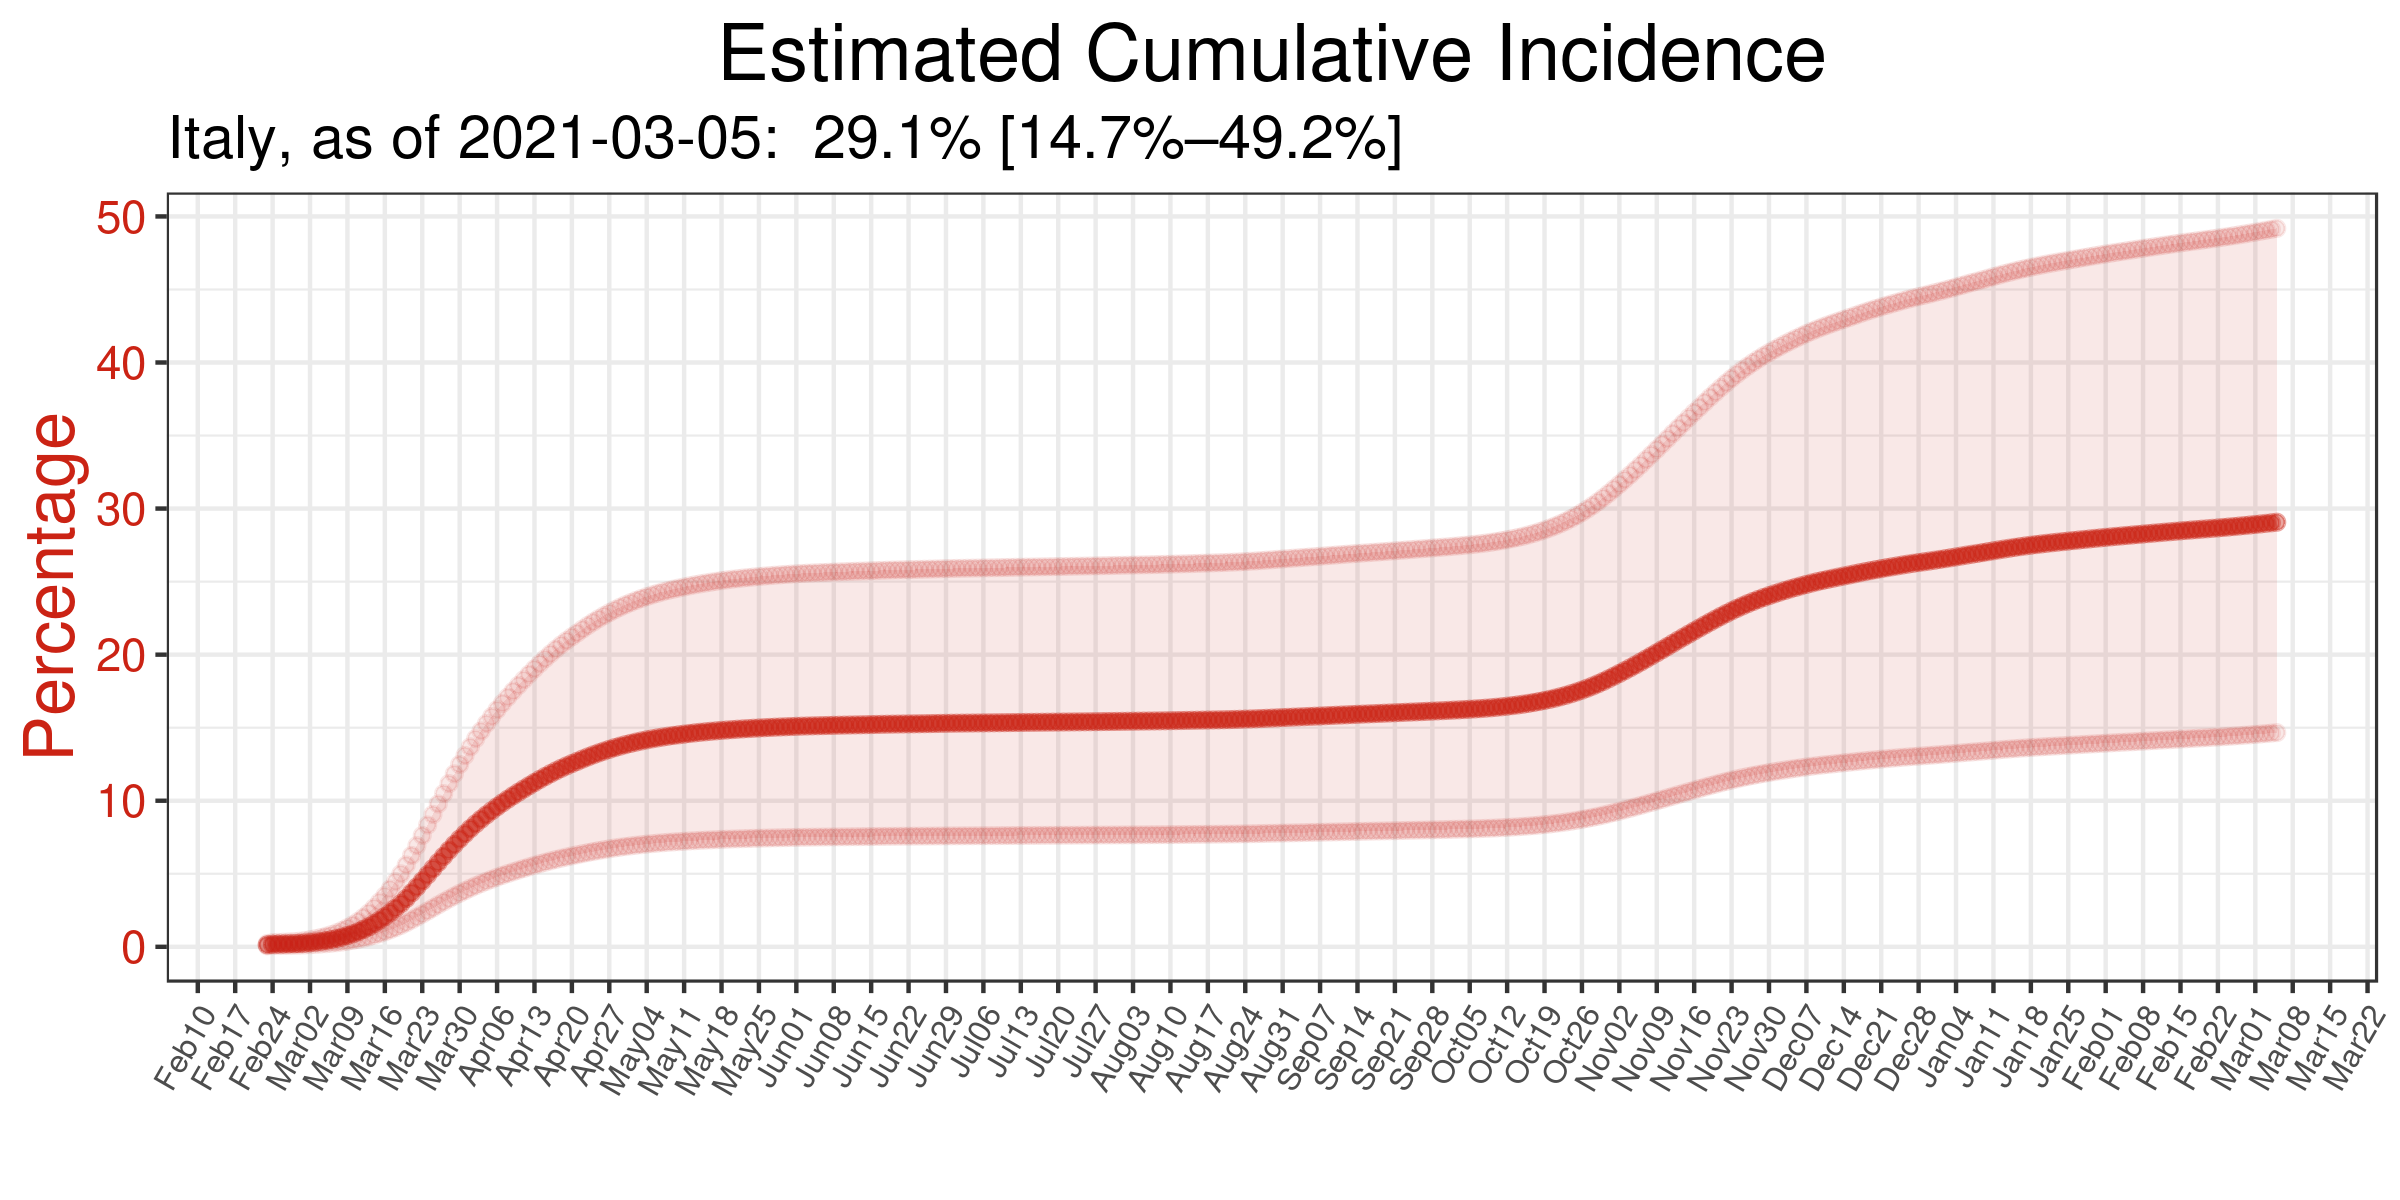 Estimated Cumulative Incidence
Italy, as of 2021-03-05:  29.1% [14.7%–49.2%]
Percentage
50
40
30
20
10
0
Feb10
Feb17
Feb24
Mar02
Mar09
Mar16
Mar23
Mar30
Apr06
Apr13
Apr20
Apr27
May04
May11
May18
May25
Jun01
Jun08
Jun15
Jun22
Jun29
Jul06
Jul13
Jul20
Jul27
Aug03
Aug10
Aug17
Aug24
Aug31
Sep07
Sep14
Sep21
Sep28
Oct05
Oct12
Oct19
Oct26
Nov02
Nov09
Nov16
Nov23
Nov30
Dec07
Dec14
Dec21
Dec28
Jan04
Jan11
Jan18
Jan25
Feb01
Feb08
Feb15
Feb22
Mar01
Mar08
Mar15
Mar22